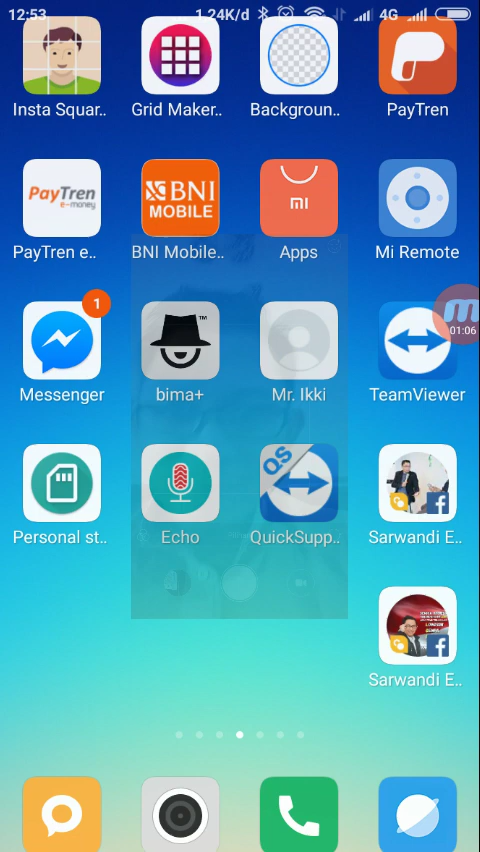 12:53 1.24K/d 4G
Insta Squar.. Grid Maker.. Backgroun.. PayTren
PayTren
e-money
BNI
MOBILE
mi
PayTren e.. BNI Mobile.. Apps Mi Remote
1
TM
01:06
Messenger bima+ Mr. Ikki TeamViewer
QS
Personal st.. Echo QuickSupp.. Sarwandi E..
Sarwandi E..